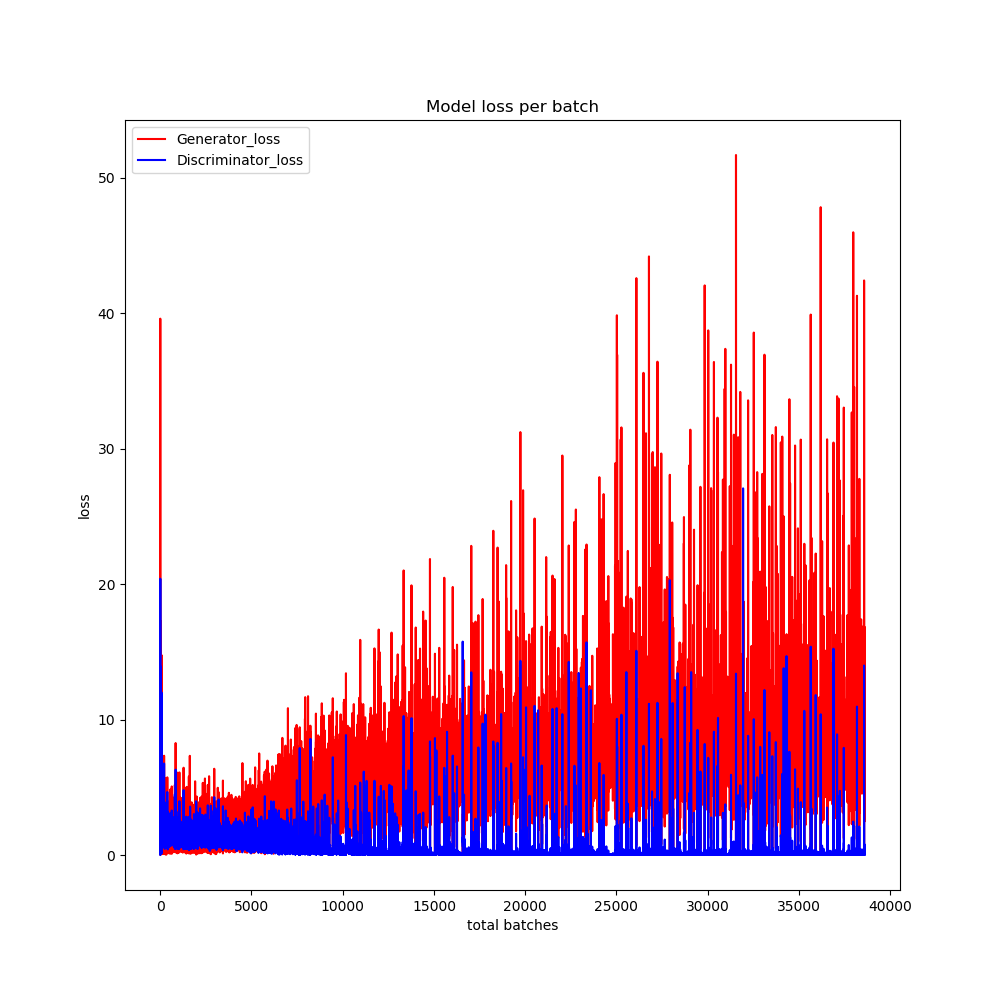 Model loss per batch
Generator_loss
Discriminator_loss
50
40
30
20
10
0
loss
0 5000 10000 15000 20000 25000 30000 35000 40000
total batches